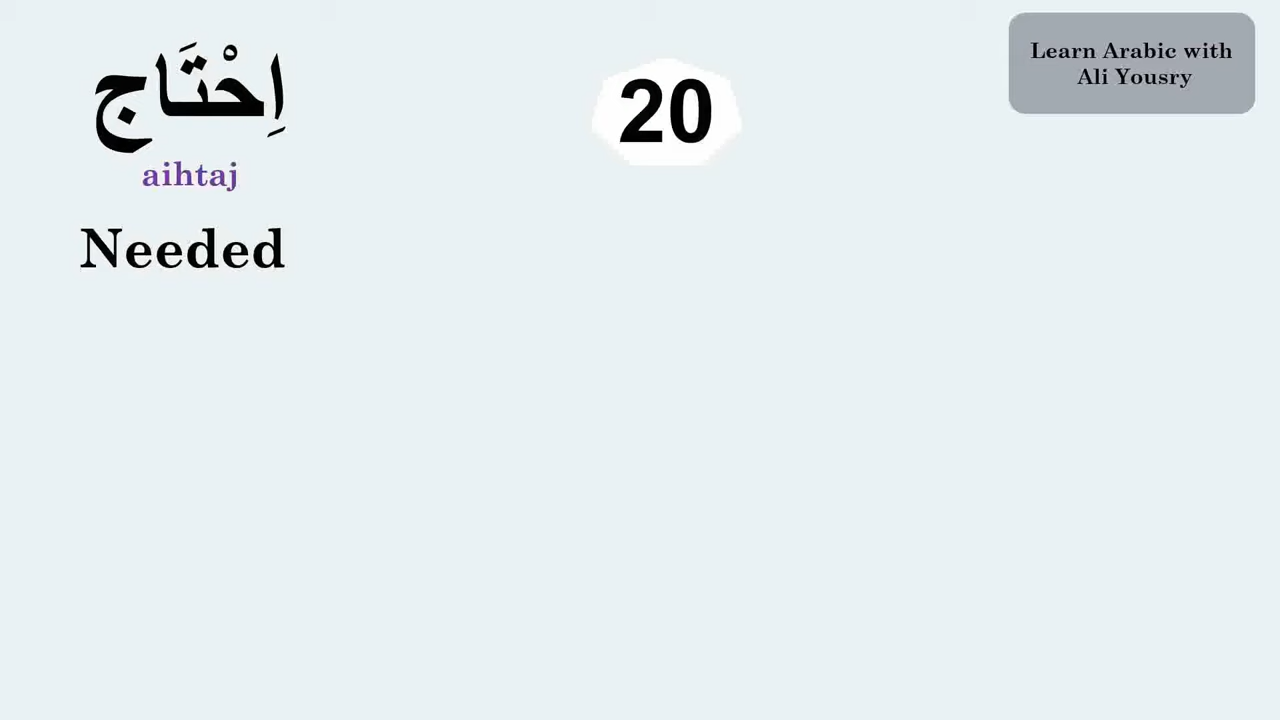 اِحْتَاج
aihtaj
Needed
20
Learn Arabic with
Ali Yousry